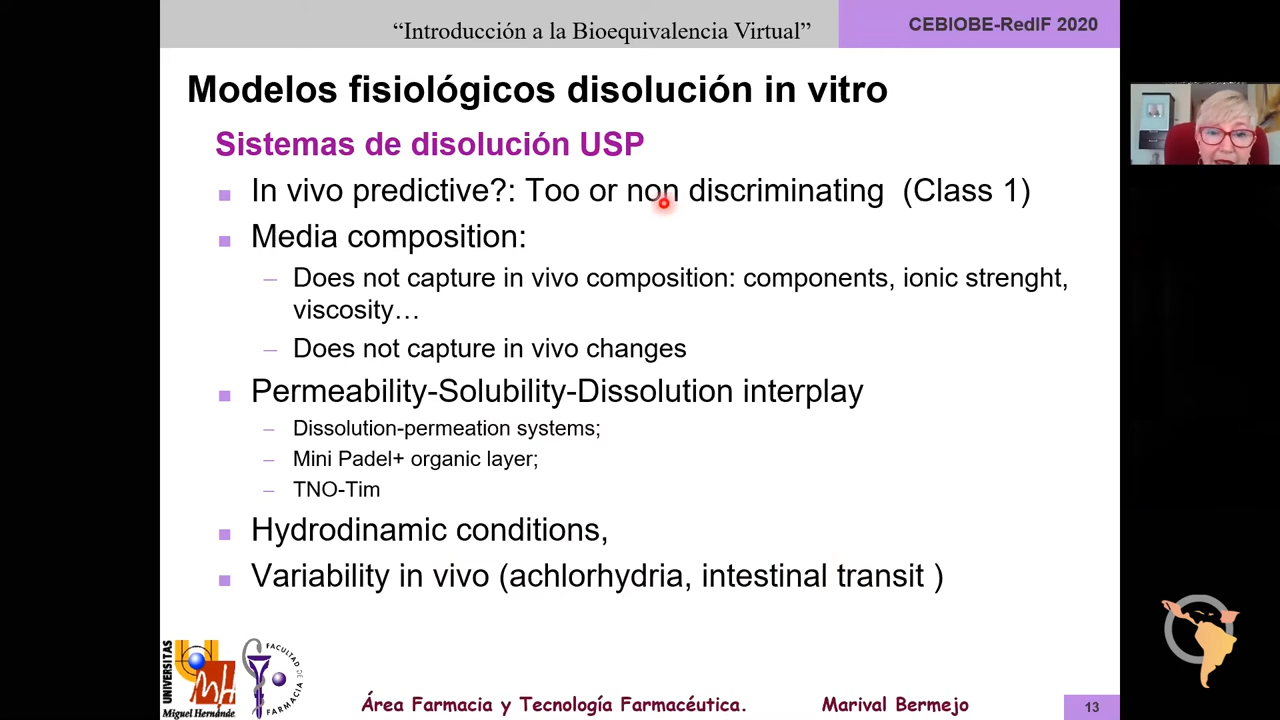 “Introducción a la Bioequivalencia Virtual”
CEBIOBE-RedIF 2020
Modelos fisiológicos disolución in vitro
Sistemas de disolución USP
In vivo predictive?: Too or non discriminating (Class 1)
Media composition:
– Does not capture in vivo composition: components, ionic strenght,
viscosity…
– Does not capture in vivo changes
Permeability-Solubility-Dissolution interplay
– Dissolution-permeation systems;
– Mini Padel+ organic layer;
– TNO-Tim
Hydrodinamic conditions,
Variability in vivo (achlorhydria, intestinal transit )
UNIVERSITAS
Miguel Hernández
FACULTAD DE FARMACIA
Área Farmacia y Tecnología Farmacéutica.
Marival Bermejo
13